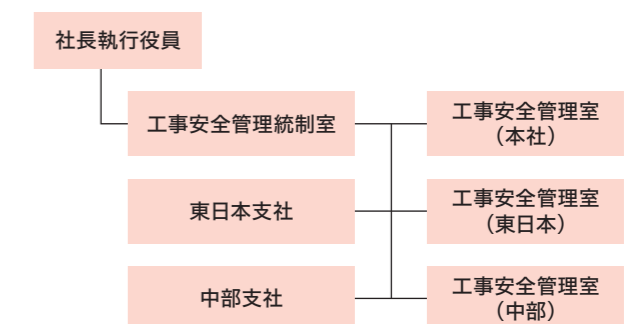 社長執行役員
工事安全管理統制室
工事安全管理室
（本社）
東日本支社
工事安全管理室
（東日本）
中部支社
工事安全管理室
（中部）